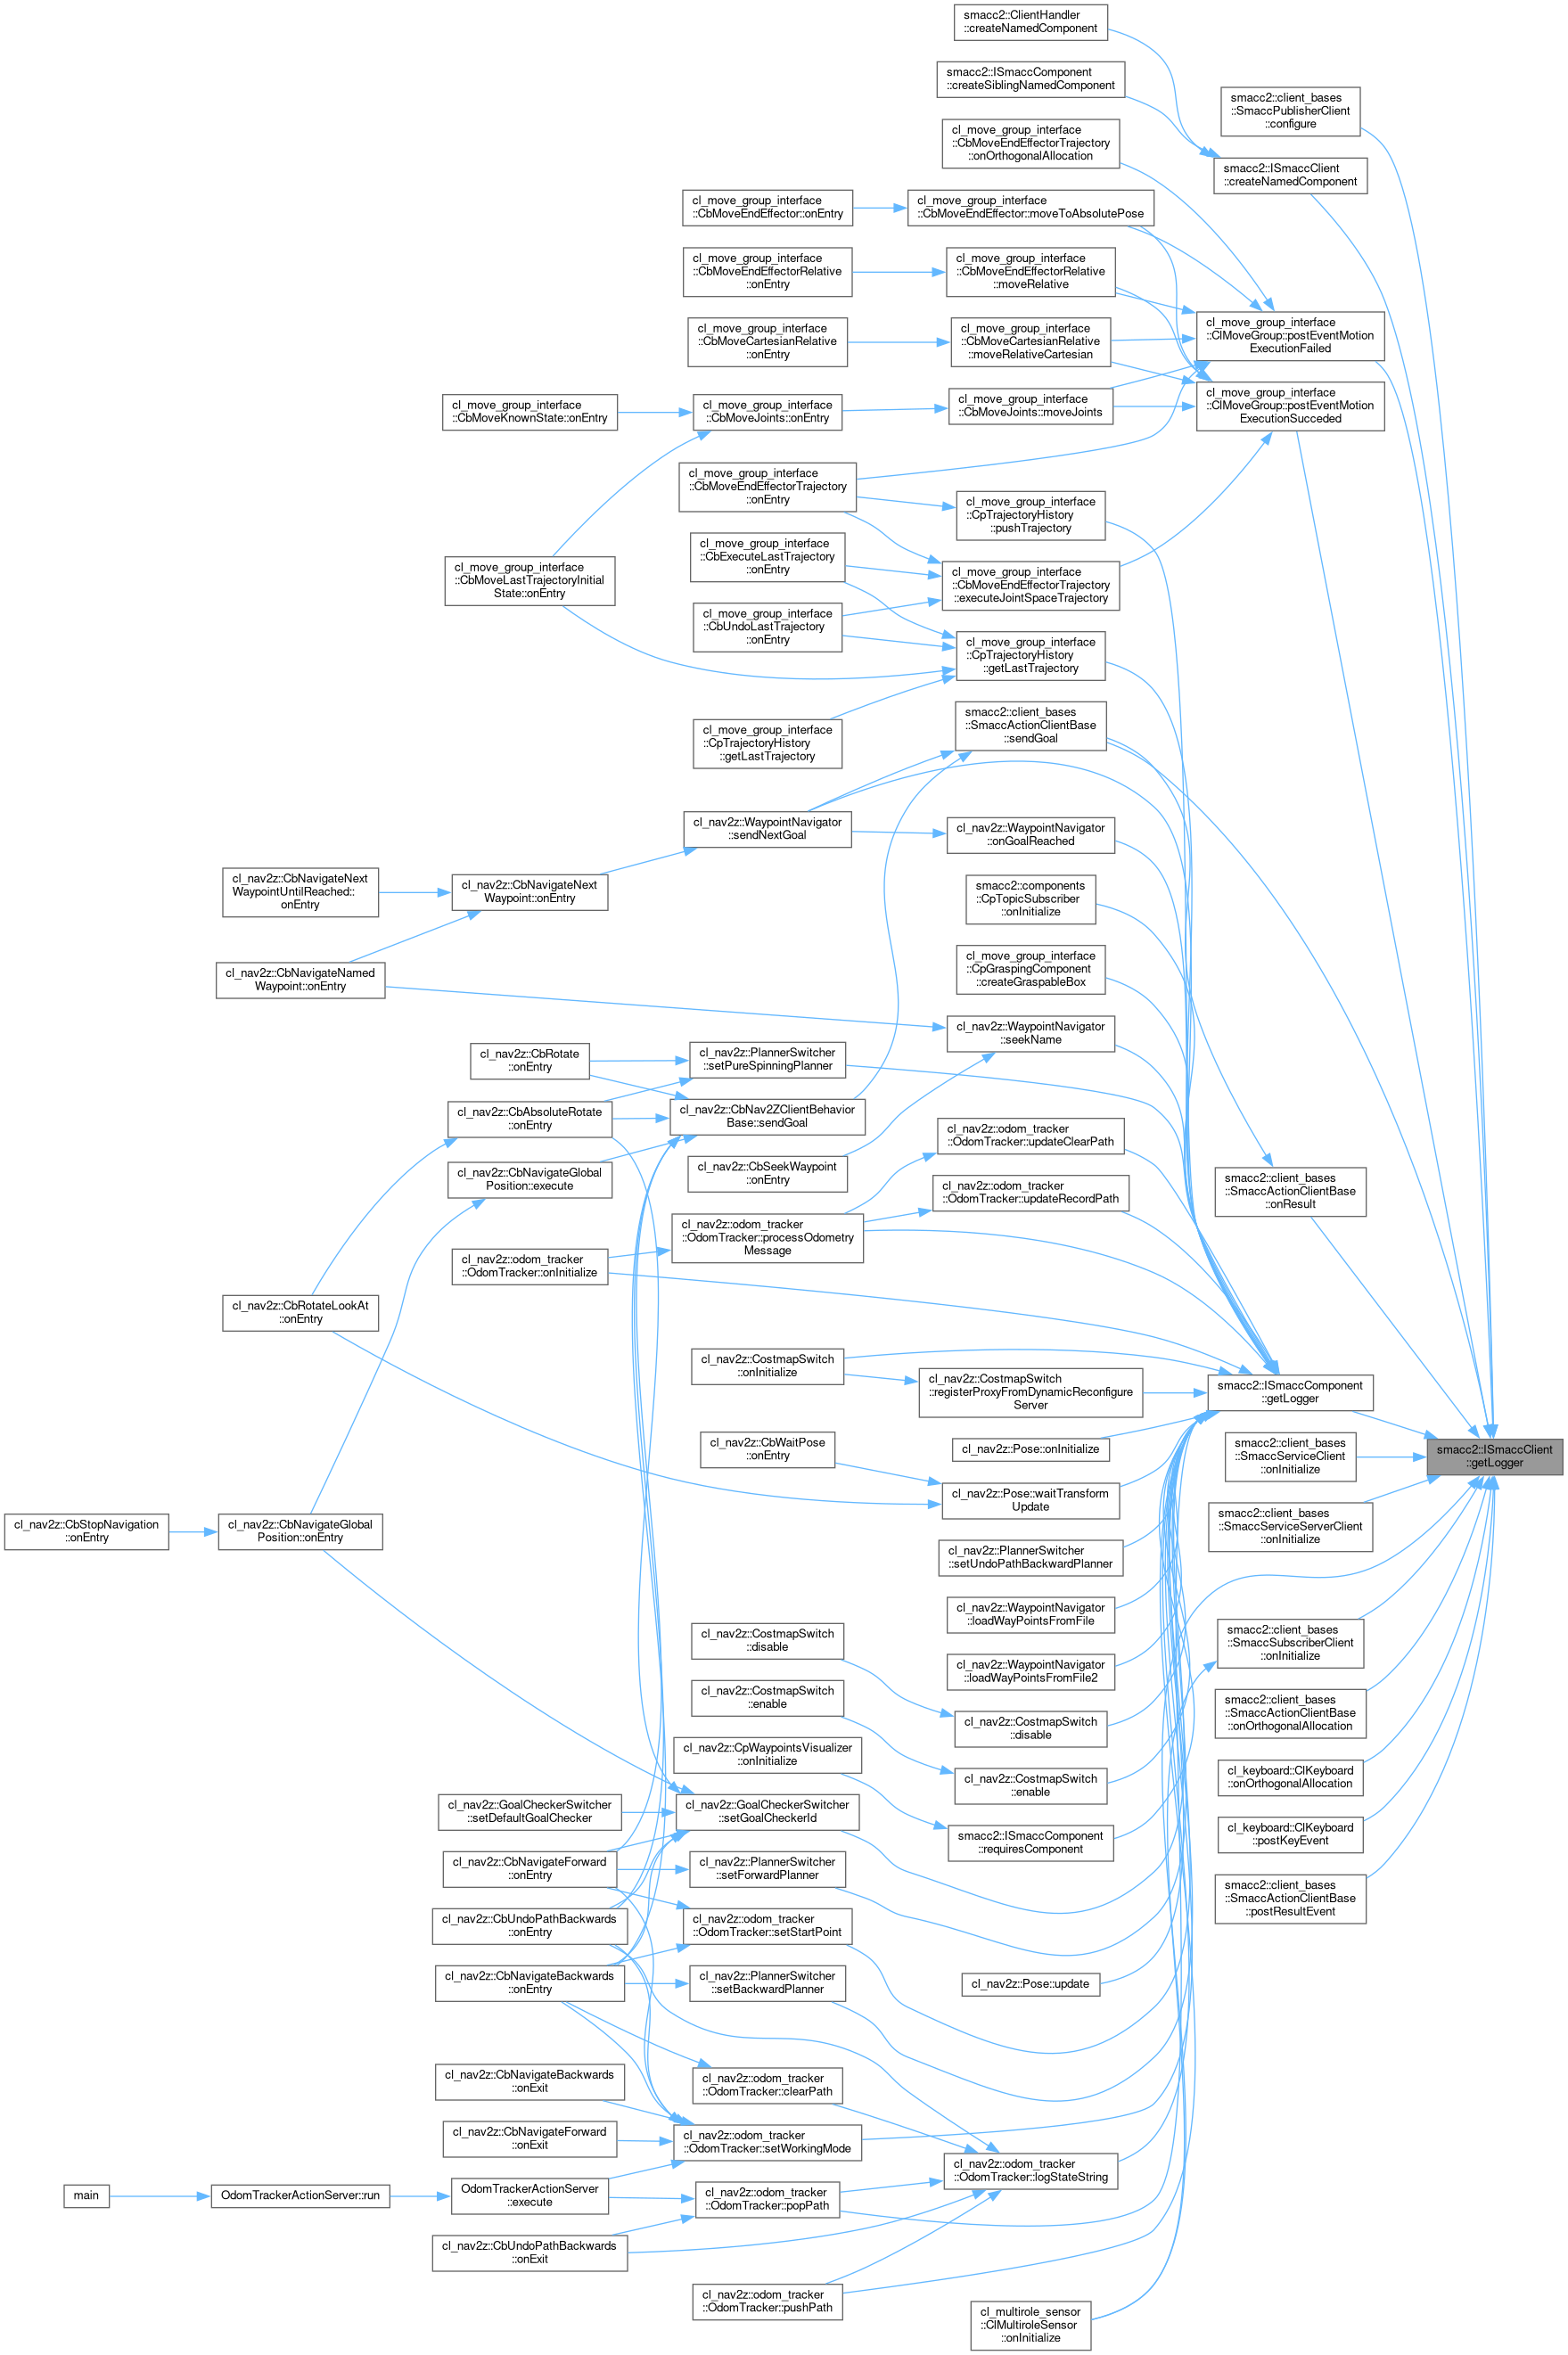 smacc2::ClientHandler
::createNamedComponent
smacc2::ISmaccComponent
::createSiblingNamedComponent
smacc2::client_bases
::SmaccPublisherClient
::configure
cl_move_group_interface
::CbMoveEndEffectorTrajectory
::onOrthogonalAllocation
smacc2::ISmaccClient
::createNamedComponent
cl_move_group_interface
::CbMoveEndEffector::onEntry
cl_move_group_interface
::CbMoveEndEffector::moveToAbsolutePose
cl_move_group_interface
::CbMoveEndEffectorRelative
::onEntry
cl_move_group_interface
::CbMoveEndEffectorRelative
::moveRelative
cl_move_group_interface
::ClMoveGroup::postEventMotion
ExecutionFailed
cl_move_group_interface
::CbMoveCartesianRelative
::onEntry
cl_move_group_interface
::CbMoveCartesianRelative
::moveRelativeCartesian
cl_move_group_interface
::ClMoveGroup::postEventMotion
ExecutionSucceded
cl_move_group_interface
::CbMoveKnownState::onEntry
cl_move_group_interface
::CbMoveJoints::onEntry
cl_move_group_interface
::CbMoveJoints::moveJoints
cl_move_group_interface
::CbMoveEndEffectorTrajectory
::onEntry
cl_move_group_interface
::CpTrajectoryHistory
::pushTrajectory
cl_move_group_interface
::CbExecuteLastTrajectory
::onEntry
cl_move_group_interface
::CbMoveLastTrajectoryInitial
State::onEntry
cl_move_group_interface
::CbMoveEndEffectorTrajectory
::executeJointSpaceTrajectory
cl_move_group_interface
::CbUndoLastTrajectory
::onEntry
cl_move_group_interface
::CpTrajectoryHistory
::getLastTrajectory
cl_move_group_interface
::CpTrajectoryHistory
::getLastTrajectory
smacc2::client_bases
::SmaccActionClientBase
::sendGoal
cl_nav2z::WaypointNavigator
::sendNextGoal
cl_nav2z::WaypointNavigator
::onGoalReached
cl_nav2z::CbNavigateNext
WaypointUntilReached::
onEntry
cl_nav2z::CbNavigateNext
Waypoint::onEntry
smacc2::components
::CpTopicSubscriber
::onInitialize
cl_nav2z::CbNavigateNamed
Waypoint::onEntry
cl_move_group_interface
::CpGraspingComponent
::createGraspableBox
cl_nav2z::WaypointNavigator
::seekName
cl_nav2z::CbRotate
::onEntry
cl_nav2z::PlannerSwitcher
::setPureSpinningPlanner
cl_nav2z::CbAbsoluteRotate
::onEntry
cl_nav2z::CbNav2ZClientBehavior
Base::sendGoal
cl_nav2z::odom_tracker
::OdomTracker::updateClearPath
cl_nav2z::CbNavigateGlobal
Position::execute
cl_nav2z::CbSeekWaypoint
::onEntry
cl_nav2z::odom_tracker
::OdomTracker::updateRecordPath
smacc2::client_bases
::SmaccActionClientBase
::onResult
cl_nav2z::odom_tracker
::OdomTracker::onInitialize
cl_nav2z::odom_tracker
::OdomTracker::processOdometry
Message
cl_nav2z::CbRotateLookAt
::onEntry
cl_nav2z::CostmapSwitch
::onInitialize
cl_nav2z::CostmapSwitch
::registerProxyFromDynamicReconfigure
Server
smacc2::ISmaccComponent
::getLogger
cl_nav2z::CbWaitPose
::onEntry
cl_nav2z::Pose::onInitialize
smacc2::client_bases
::SmaccServiceClient
::onInitialize
smacc2::ISmaccClient
::getLogger
cl_nav2z::Pose::waitTransform
Update
cl_nav2z::CbStopNavigation
::onEntry
cl_nav2z::CbNavigateGlobal
Position::onEntry
smacc2::client_bases
::SmaccServiceServerClient
::onInitialize
cl_nav2z::PlannerSwitcher
::setUndoPathBackwardPlanner
cl_nav2z::WaypointNavigator
::loadWayPointsFromFile
cl_nav2z::CostmapSwitch
::disable
smacc2::client_bases
::SmaccSubscriberClient
::onInitialize
cl_nav2z::WaypointNavigator
::loadWayPointsFromFile2
cl_nav2z::CostmapSwitch
::enable
cl_nav2z::CostmapSwitch
::disable
smacc2::client_bases
::SmaccActionClientBase
::onOrthogonalAllocation
cl_nav2z::CpWaypointsVisualizer
::onInitialize
cl_nav2z::CostmapSwitch
::enable
cl_keyboard::ClKeyboard
::onOrthogonalAllocation
cl_nav2z::GoalCheckerSwitcher
::setDefaultGoalChecker
cl_nav2z::GoalCheckerSwitcher
::setGoalCheckerId
smacc2::ISmaccComponent
::requiresComponent
cl_keyboard::ClKeyboard
::postKeyEvent
cl_nav2z::CbNavigateForward
::onEntry
cl_nav2z::PlannerSwitcher
::setForwardPlanner
smacc2::client_bases
::SmaccActionClientBase
::postResultEvent
cl_nav2z::CbUndoPathBackwards
::onEntry
cl_nav2z::odom_tracker
::OdomTracker::setStartPoint
cl_nav2z::CbNavigateBackwards
::onEntry
cl_nav2z::PlannerSwitcher
::setBackwardPlanner
cl_nav2z::Pose::update
cl_nav2z::CbNavigateBackwards
::onExit
cl_nav2z::odom_tracker
::OdomTracker::clearPath
cl_nav2z::CbNavigateForward
::onExit
cl_nav2z::odom_tracker
::OdomTracker::setWorkingMode
cl_nav2z::odom_tracker
::OdomTracker::logStateString
main
OdomTrackerActionServer::run
OdomTrackerActionServer
::execute
cl_nav2z::odom_tracker
::OdomTracker::popPath
cl_nav2z::CbUndoPathBackwards
::onExit
cl_nav2z::odom_tracker
::OdomTracker::pushPath
cl_multirole_sensor
::ClMultiroleSensor
::onInitialize